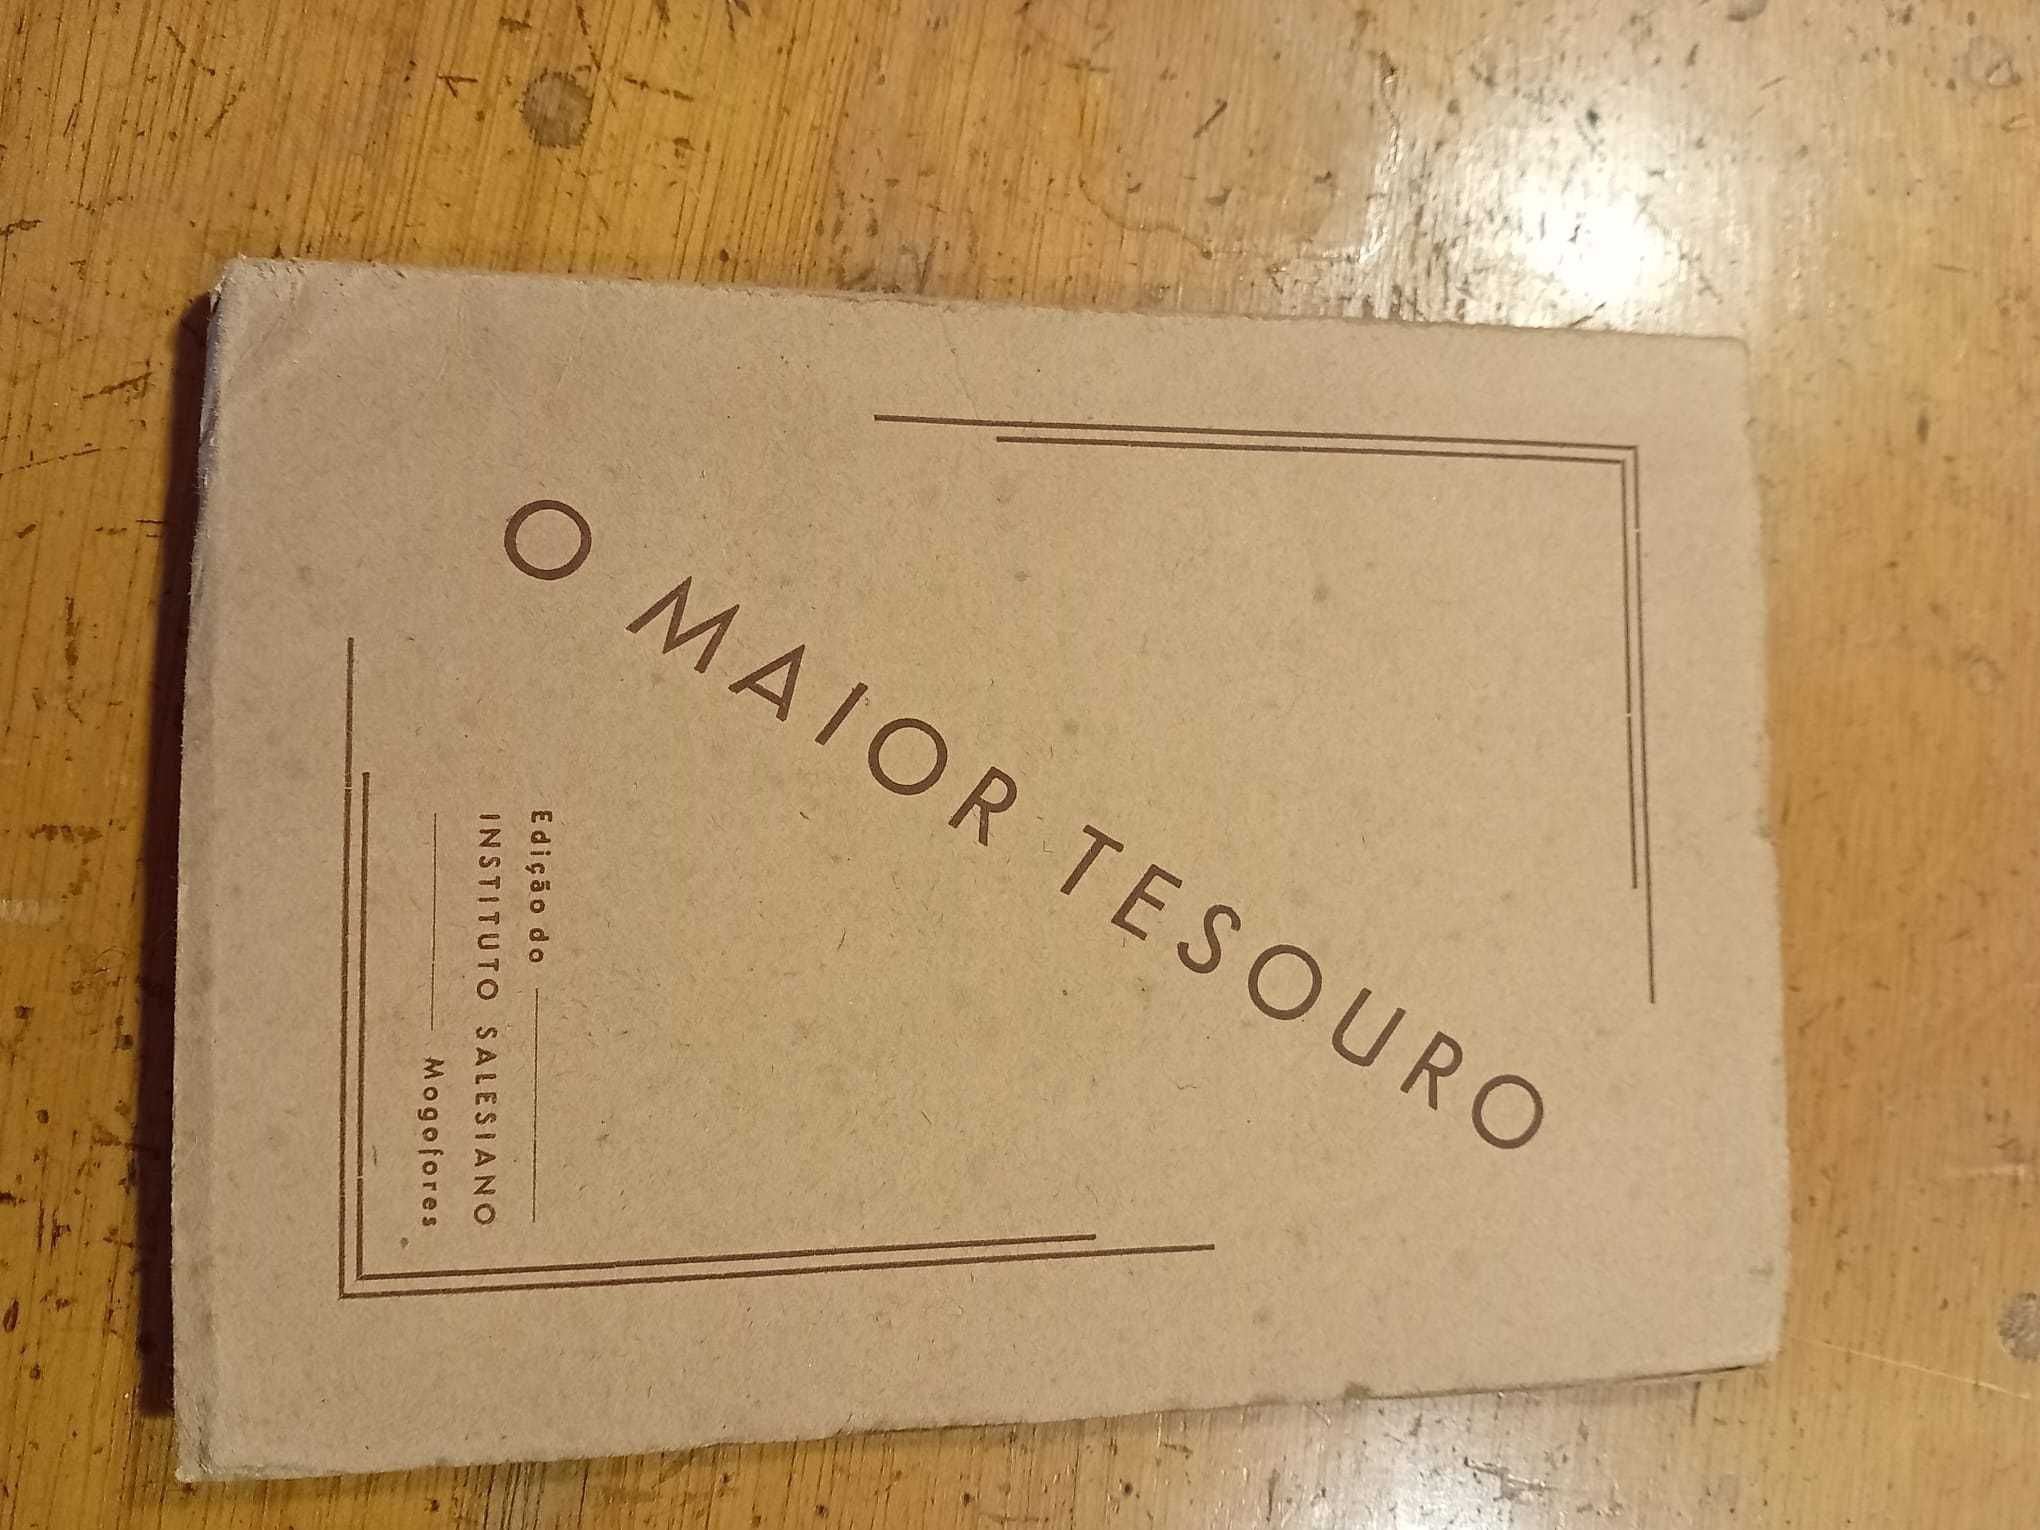 O MAIOR TESOURO
Edição do
INSTITUTO SALESIANO
Mogofores